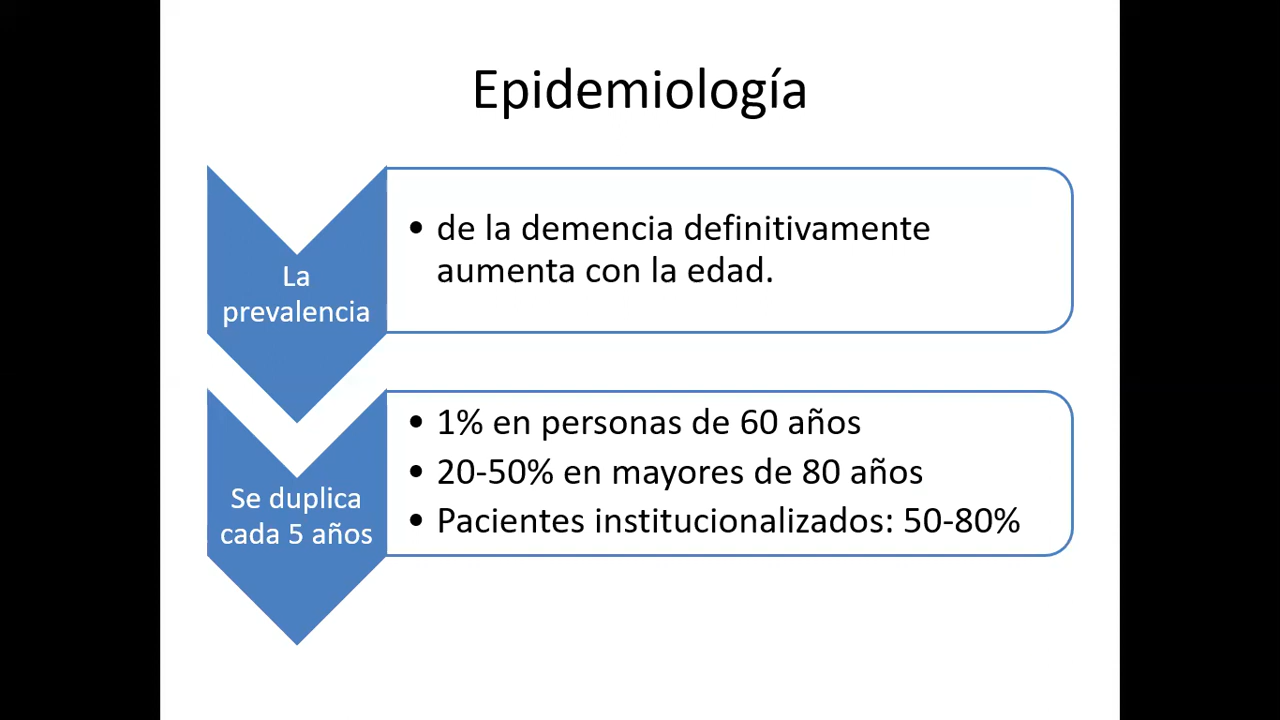 Epidemiología
La
prevalencia
• de la demencia definitivamente
aumenta con la edad.
Se duplica
cada 5 años
• 1% en personas de 60 años
• 20-50% en mayores de 80 años
• Pacientes institucionalizados: 50-80%